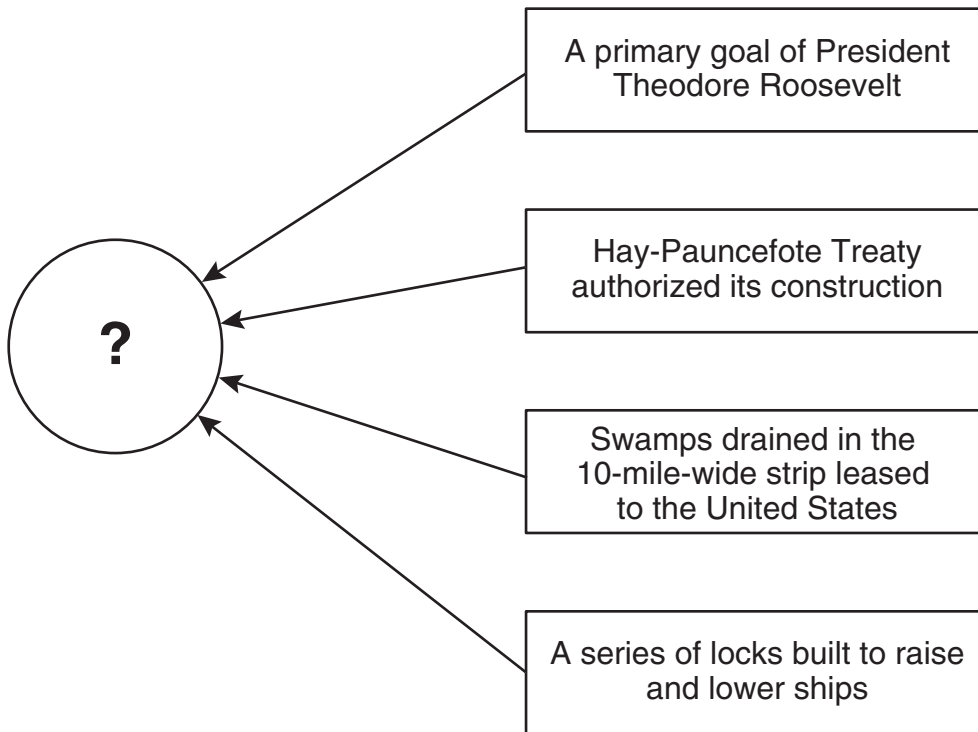 A primary goal of President
Theodore Roosevelt
Hay-Pauncefote Treaty
authorized its construction
?
Swamps drained in the
10-mile-wide strip leased
to the United States
A series of locks built to raise
and lower ships